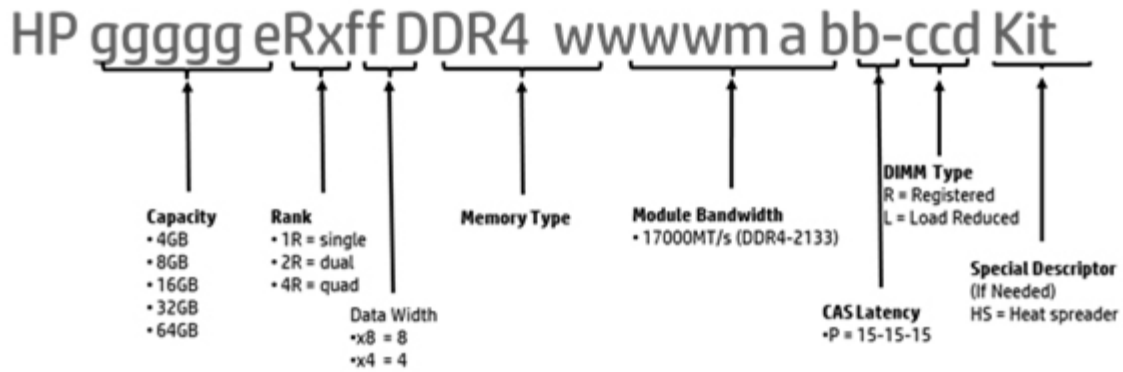 HP ggggg eRxff DDR4 wwwwm a bb-ccd Kit
Capacity
• 4GB
• 8GB
• 16GB
• 32GB
• 64GB
Rank
• 1R = single
• 2R = dual
• 4R = quad
Data Width
•x8 = 8
•x4 = 4
Memory Type
Module Bandwidth
• 17000MT/s (DDR4-2133)
CAS Latency
•P = 15-15-15
DIMM Type
R = Registered
L = Load Reduced
Special Descriptor
(If Needed)
HS = Heat spreader